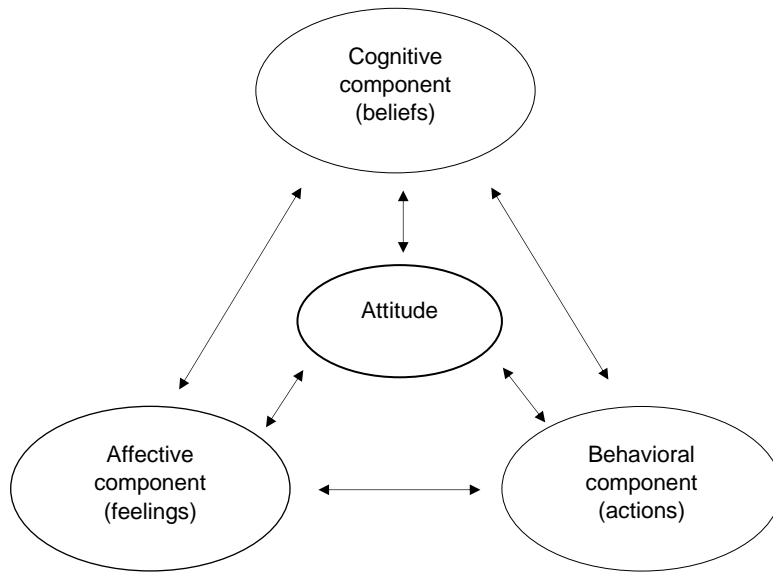 Cognitive
component
(beliefs)
Attitude
Affective
component
(feelings)
Behavioral
component
(actions)